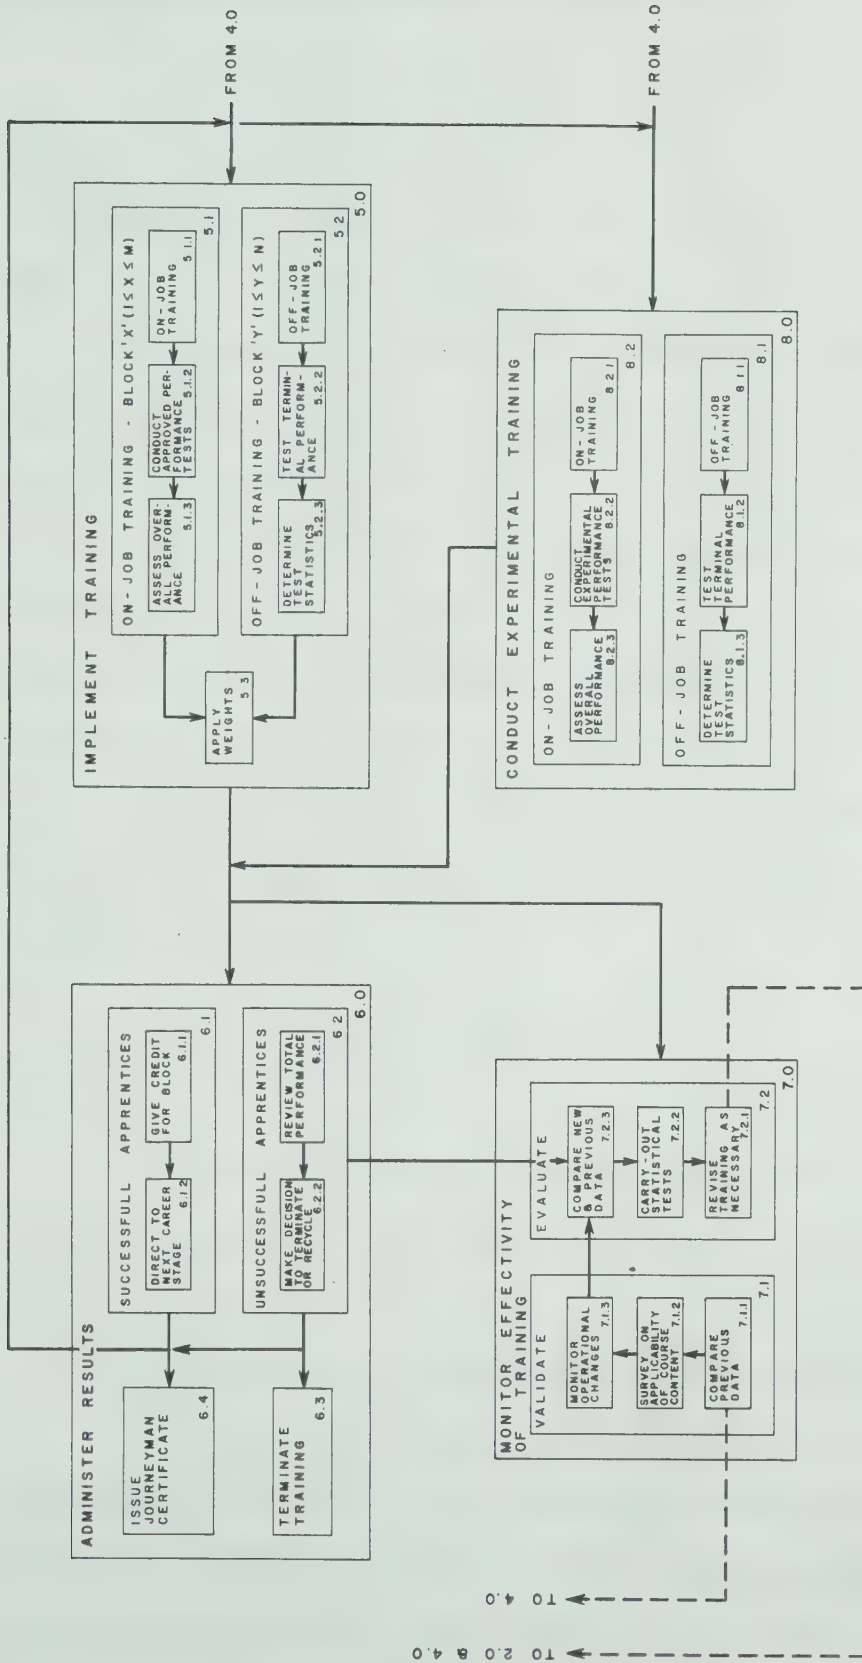 FROM 4.0
FROM 4.0
IMPLEMENT TRAINING
ON-JOB TRAINING - BLOCK 'X' (1 ≤ X ≤ M)
ON-JOB
TRAINING
5.1.1
CONDUCT
APPROVED PER-
FORMANCE
TESTS
5.1.2
ASSESS OVER-
ALL PERFORM-
ANCE
5.1.3
5.1
OFF-JOB TRAINING - BLOCK 'Y' (1 ≤ Y ≤ N)
OFF-JOB
TRAINING
5.2.1
TEST TERMIN-
AL PERFORM-
ANCE
5.2.2
DETERMINE
TEST
STATISTICS
5.2.3
5.2
APPLY
WEIGHTS
5.3
5.0
CONDUCT EXPERIMENTAL TRAINING
ON-JOB TRAINING
ON-JOB
TRAINING
8.2.1
CONDUCT
EXPERIMENTAL
PERFORMANCE
TESTS
8.2.2
ASSESS
OVERALL
PERFORMANCE
8.2.3
8.2
OFF-JOB TRAINING
OFF-JOB
TRAINING
8.1.1
TEST
TERMINAL
PERFORMANCE
8.1.2
DETERMINE
TEST
STATISTICS
8.1.3
8.1
8.0
ADMINISTER RESULTS
SUCCESSFULL APPRENTICES
GIVE CREDIT
FOR BLOCK
6.1.1
DIRECT TO
NEXT CAREER
STAGE
6.1.2
6.1
UNSUCCESSFULL APPRENTICES
REVIEW TOTAL
PERFORMANCE
6.2.1
MAKE DECISION
TO TERMINATE
OR RECYCLE
6.2.2
6.2
ISSUE
JOURNEYMAN
CERTIFICATE
6.4
TERMINATE
TRAINING
6.3
6.0
MONITOR EFFECTIVITY
OF TRAINING
VALIDATE
MONITOR
OPERATIONAL
CHANGES
7.1.3
SURVEY ON
APPLICABILITY
OF COURSE
CONTENT
7.1.2
COMPARE
PREVIOUS
DATA
7.1.1
7.1
EVALUATE
COMPARE NEW
& PREVIOUS
DATA
7.2.3
CARRY-OUT
STATISTICAL
TESTS
7.2.2
REVISE
TRAINING AS
NECESSARY
7.2.1
7.2
7.0
TO 4.0
TO 2.0 & 4.0